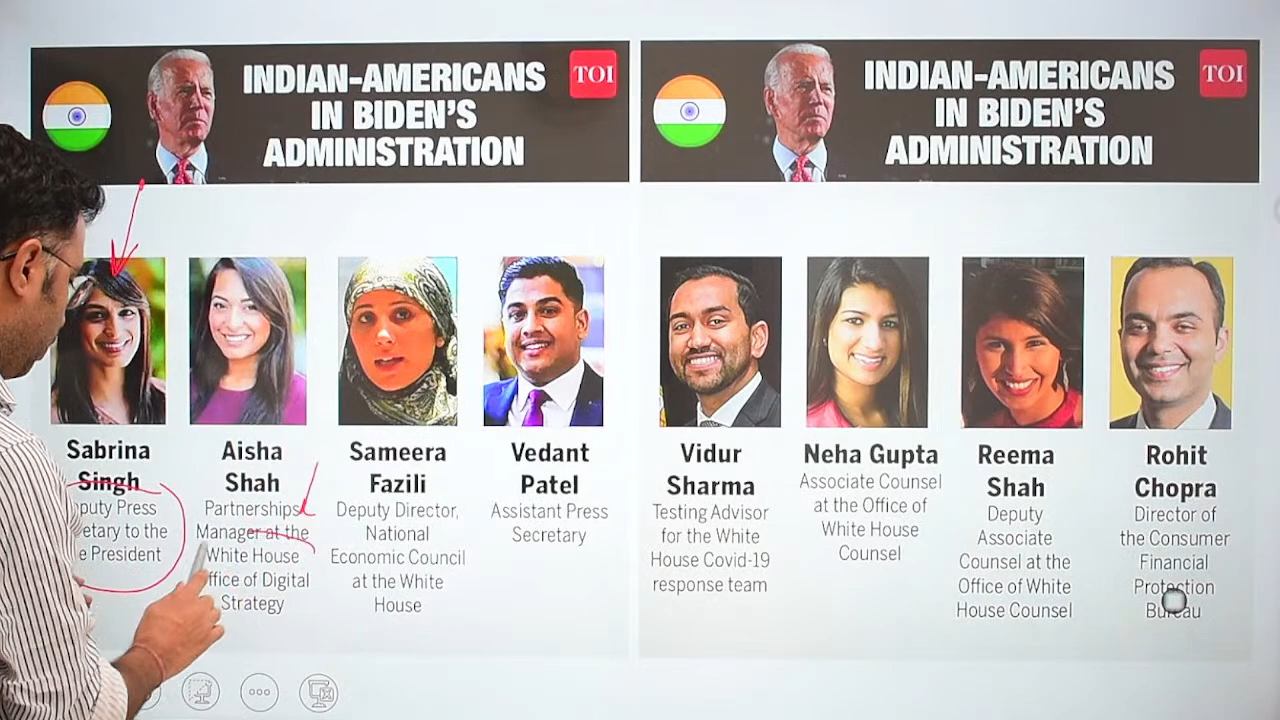 INDIAN-AMERICANS
IN BIDEN'S
ADMINISTRATION
TOI
Sabrina
Singh
Press
to the
President
Aisha
Shah
Partnerships
Manager at the
White House
Office of Digital
Strategy
Sameera
Fazili
Deputy Director,
National
Economic Council
at the White
House
Vedant
Patel
Assistant Press
Secretary
INDIAN-AMERICANS
IN BIDEN'S
ADMINISTRATION
TOI
Vidur
Sharma
Testing Advisor
for the White
House Covid-19
response team
Neha Gupta
Associate Counsel
at the Office of
White House
Counsel
Reema
Shah
Deputy
Associate
Counsel at the
Office of White
House Counsel
Rohit
Chopra
Director of
the Consumer
Financial
Protection
Bureau